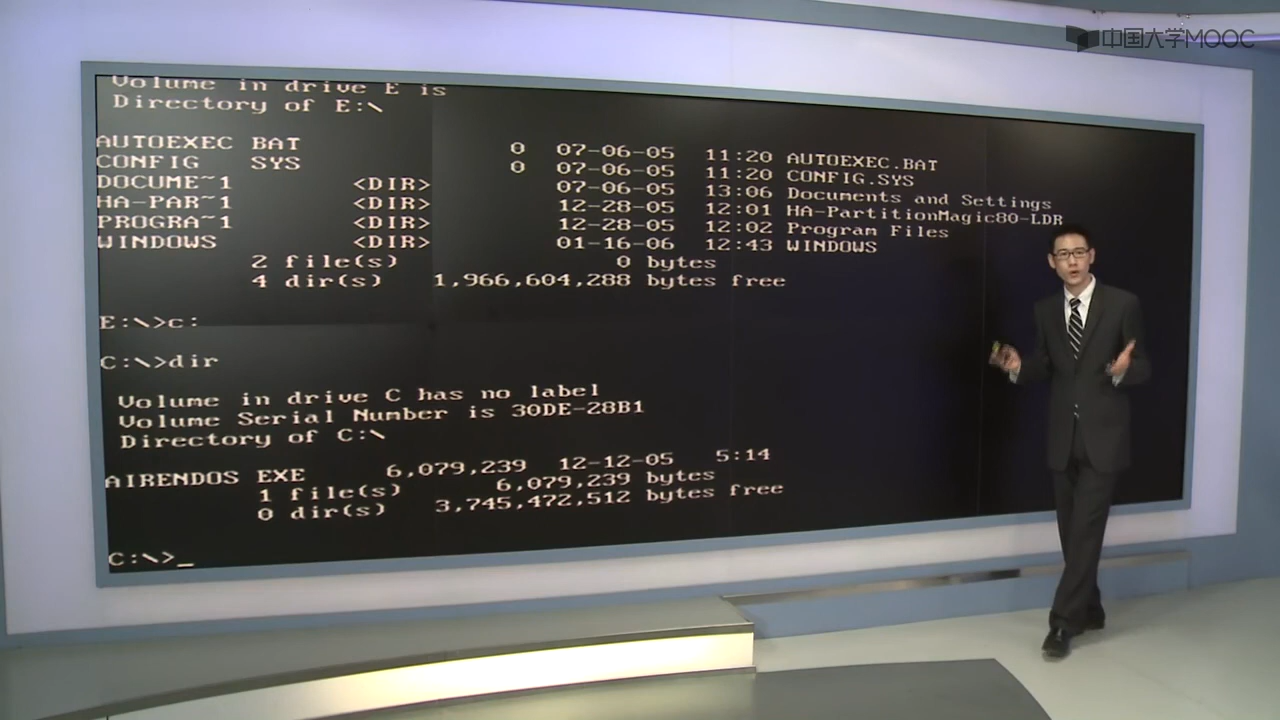 中国大学MOOC
Volume in drive E is
Directory of E:\
AUTOEXEC BAT 0 07-06-05 11:20 AUTOEXEC.BAT
CONFIG SYS 0 07-06-05 11:20 CONFIG.SYS
DOCUME~1 <DIR> 07-06-05 13:06 Documents and Settings
HA-PAR~1 <DIR> 12-28-05 12:01 HA-PartitionMagic80-LDR
PROGRA~1 <DIR> 12-28-05 12:02 Program Files
WINDOWS <DIR> 01-16-06 12:43 WINDOWS
2 file(s) 0 bytes
4 dir(s) 1,966,604,288 bytes free
E:\>c:
C:\>dir
Volume in drive C has no label
Volume Serial Number is 30DE-28B1
Directory of C:\
AIRENDOS EXE 6,079,239 12-12-05 5:14
1 file(s) 6,079,239 bytes
0 dir(s) 3,745,472,512 bytes free
C:\>_